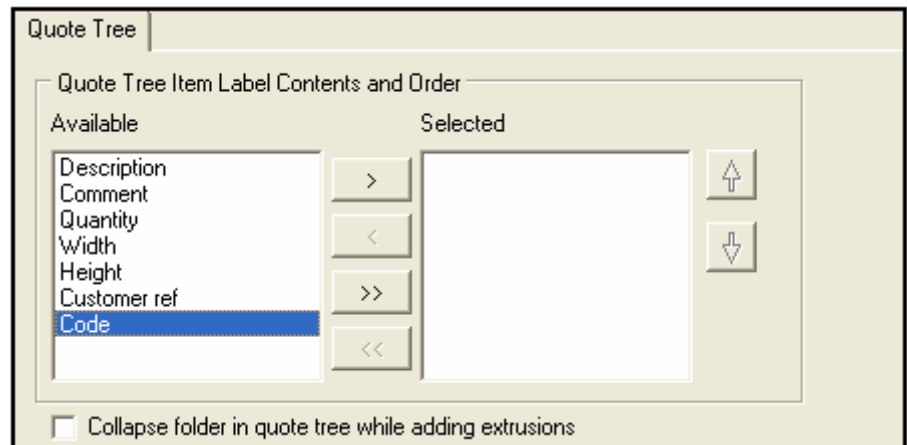 Quote Tree
Quote Tree Item Label Contents and Order
Available
Selected
Description
Comment
Quantity
Width
Height
Customer ref
Code
>
<
>>
<<
Collapse folder in quote tree while adding extrusions